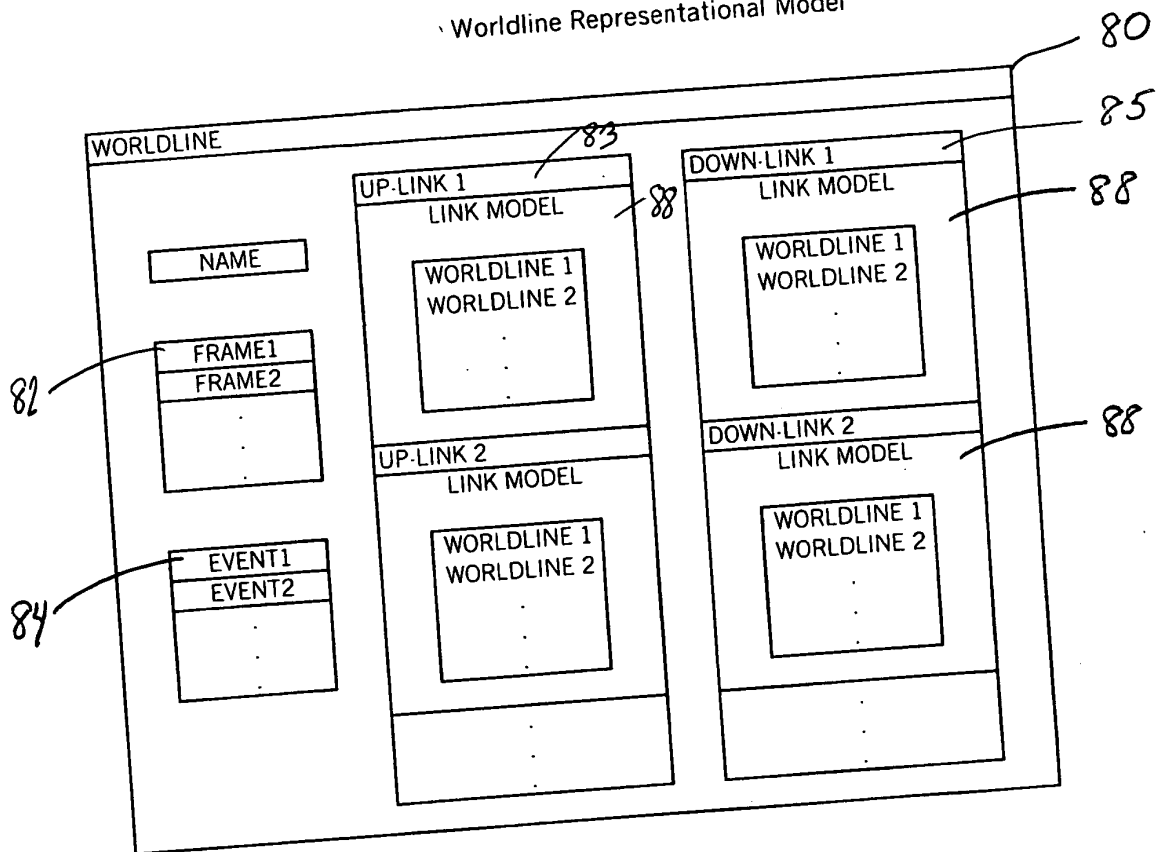 Worldline Representational Model
80
WORLDLINE
85
83
UP-LINK 1
LINK MODEL
88
WORLDLINE 1
WORLDLINE 2
DOWN-LINK 1
LINK MODEL
88
WORLDLINE 1
WORLDLINE 2
NAME
82
FRAME1
FRAME2
UP-LINK 2
LINK MODEL
WORLDLINE 1
WORLDLINE 2
DOWN-LINK 2
LINK MODEL
88
WORLDLINE 1
WORLDLINE 2
84
EVENT1
EVENT2